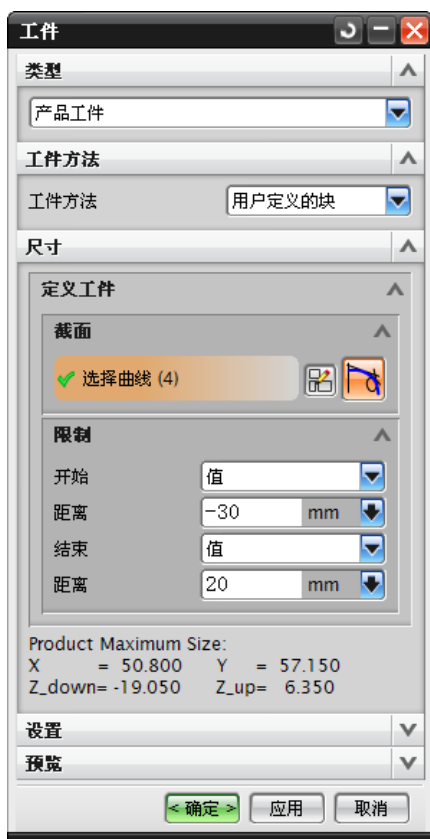 工件
类型
产品工件
工件方法
工件方法 用户定义的块
尺寸
定义工件
截面
选择曲线 (4)
限制
开始 值
距离 -30 mm
结束 值
距离 20 mm
Product Maximum Size:
X = 50.800 Y = 57.150
Z_down= -19.050 Z_up= 6.350
设置
预览
< 确定 > 应用 取消